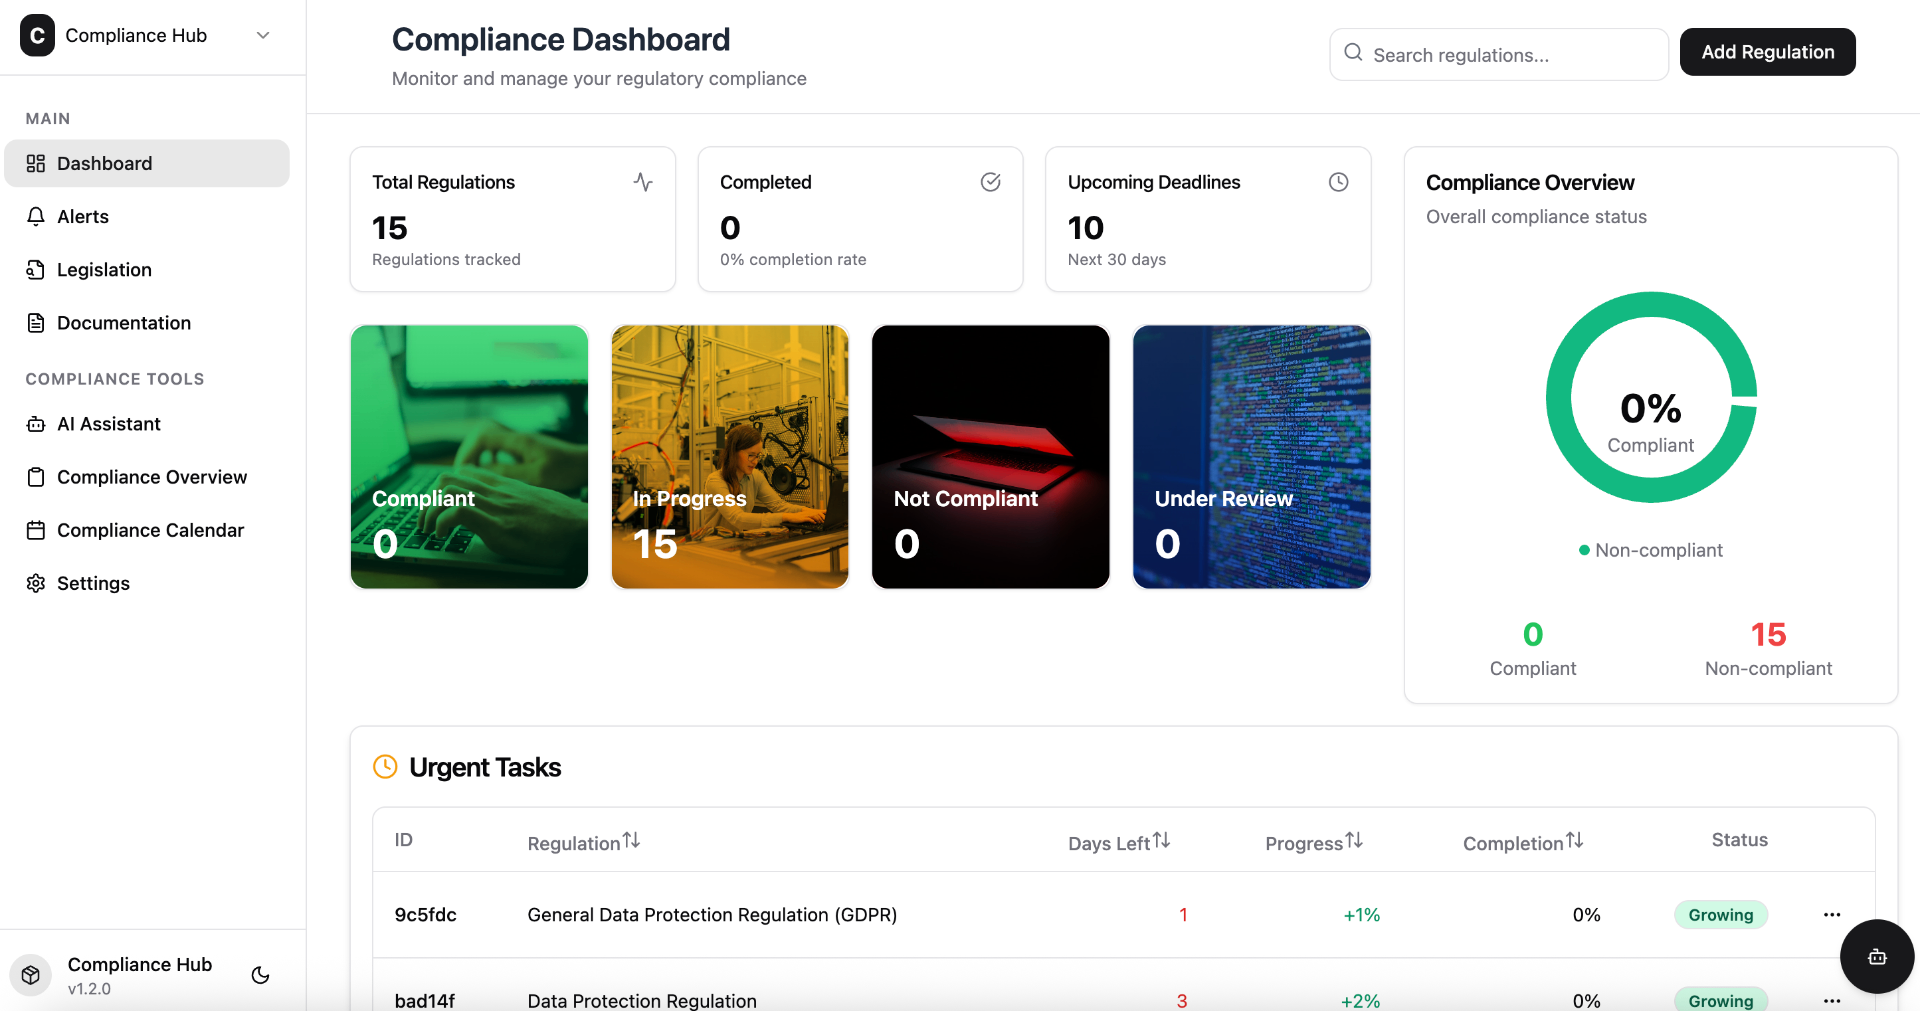 C Compliance Hub
MAIN
Dashboard
Alerts
Legislation
Documentation
COMPLIANCE TOOLS
AI Assistant
Compliance Overview
Compliance Calendar
Settings
Compliance Hub
v1.2.0
Compliance Dashboard
Monitor and manage your regulatory compliance
Search regulations...
Add Regulation
Total Regulations
15
Regulations tracked
Completed
0
0% completion rate
Upcoming Deadlines
10
Next 30 days
Compliant
0
In Progress
15
Not Compliant
0
Under Review
0
Compliance Overview
Overall compliance status
0%
Compliant
Non-compliant
0
Compliant
15
Non-compliant
Urgent Tasks
ID Regulation Days Left Progress Completion Status
9c5fdc General Data Protection Regulation (GDPR) 1 +1% 0% Growing
bad14f Data Protection Regulation 3 +2% 0% Growing